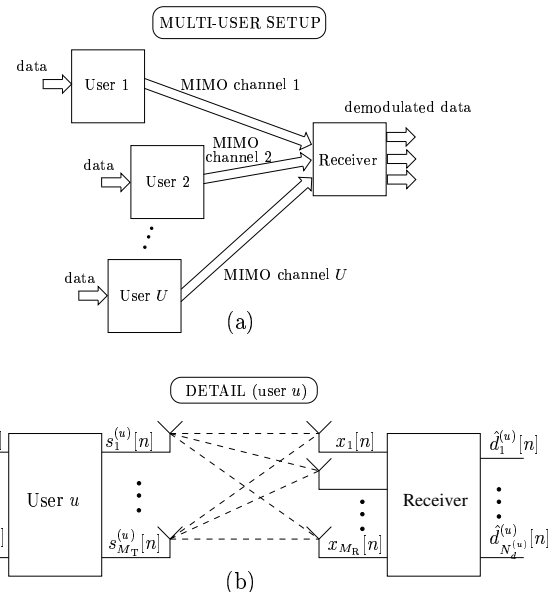 MULTI-USER SETUP
data
User 1
MIMO channel 1
demodulated data
MIMO
channel 2
Receiver
data
User 2
data
User U
MIMO channel U
(a)
DETAIL (user u)
]
s_1^{(u)}[n]
x_1[n]
\hat{d}_1^{(u)}[n]
User u
Receiver
]
s_{M_T}^{(u)}[n]
x_{M_R}[n]
\hat{d}_{N_d^{(u)}}^{(u)}[n]
(b)